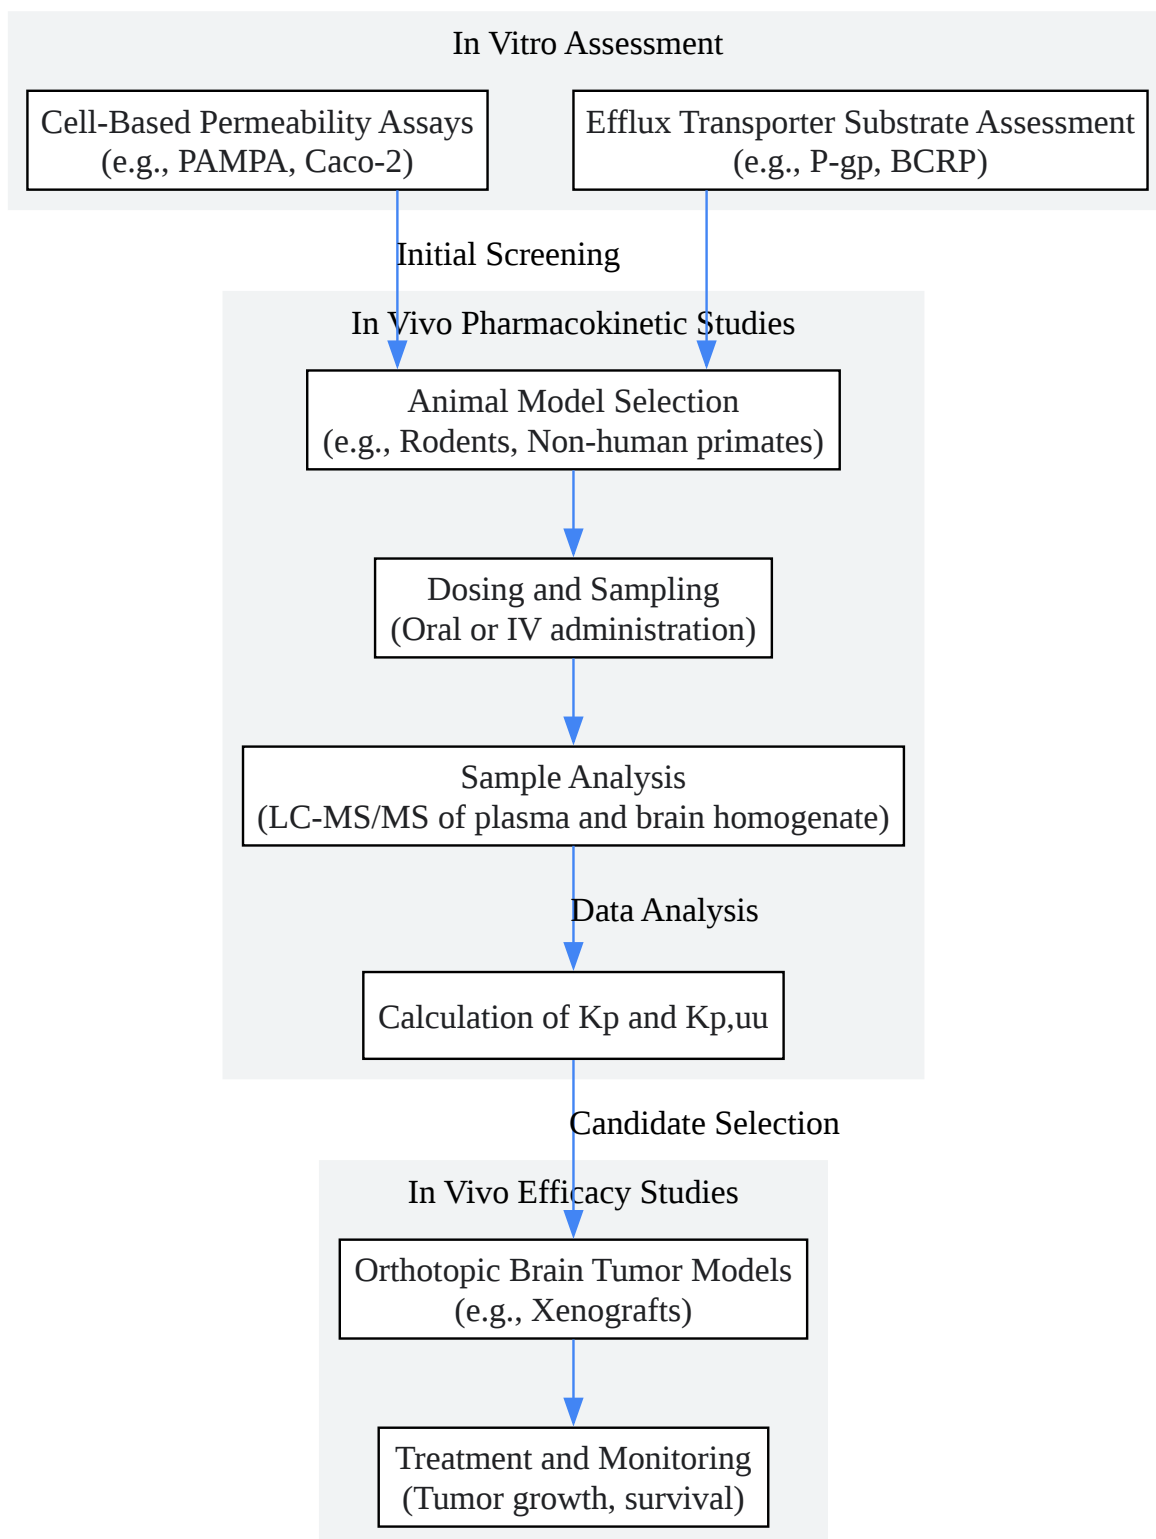 In Vitro Assessment
Cell-Based Permeability Assays
(e.g., PAMPA, Caco-2)
Efflux Transporter Substrate Assessment
(e.g., P-gp, BCRP)
Initial Screening
In Vivo Pharmacokinetic Studies
Animal Model Selection
(e.g., Rodents, Non-human primates)
Dosing and Sampling
(Oral or IV administration)
Sample Analysis
(LC-MS/MS of plasma and brain homogenate)
Data Analysis
Calculation of Kp and Kp,uu
Candidate Selection
In Vivo Efficacy Studies
Orthotopic Brain Tumor Models
(e.g., Xenografts)
Treatment and Monitoring
(Tumor growth, survival)